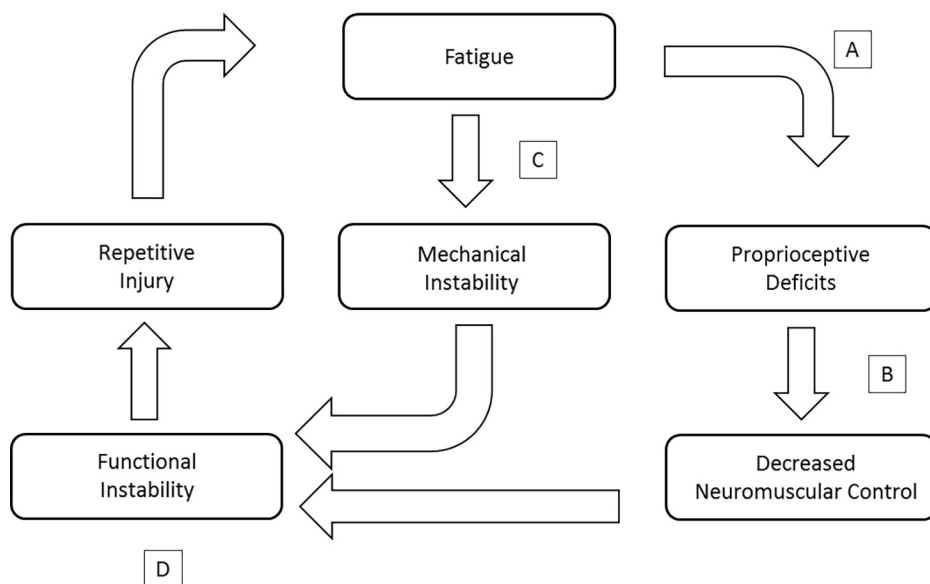 Fatigue
A
C
Repetitive
Injury
Mechanical
Instability
Proprioceptive
Deficits
B
Functional
Instability
Decreased
Neuromuscular Control
D